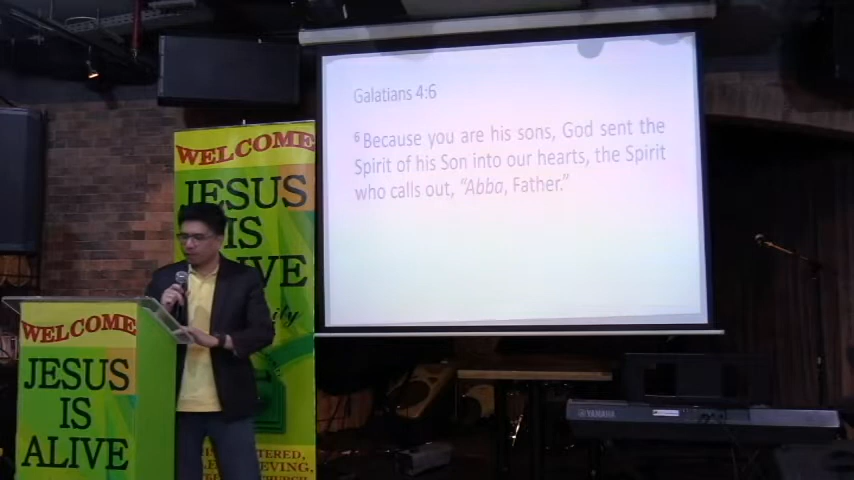 Galatians 4:6
6 Because you are his sons, God sent the
Spirit of his Son into our hearts, the Spirit
who calls out, “Abba, Father.”
WELCOME
JESUS
IS
ALIVE
WELCOME
JESUS
IS
ALIVE
YAMAHA